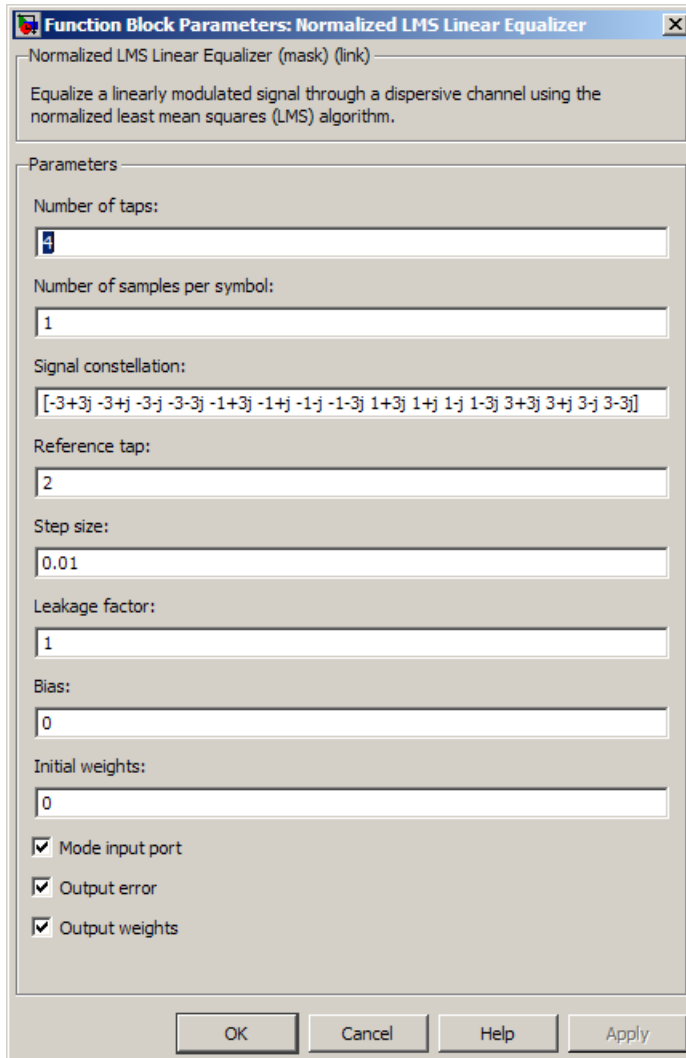 Function Block Parameters: Normalized LMS Linear Equalizer
Normalized LMS Linear Equalizer (mask) (link)
Equalize a linearly modulated signal through a dispersive channel using the
normalized least mean squares (LMS) algorithm.
Parameters
Number of taps:
4
Number of samples per symbol:
1
Signal constellation:
[-3+3j -3+j -3-j -3-3j -1+3j -1+j -1-j -1-3j 1+3j 1+j 1-j 1-3j 3+3j 3+j 3-j 3-3j]
Reference tap:
2
Step size:
0.01
Leakage factor:
1
Bias:
0
Initial weights:
0
Mode input port
Output error
Output weights
OK Cancel Help Apply